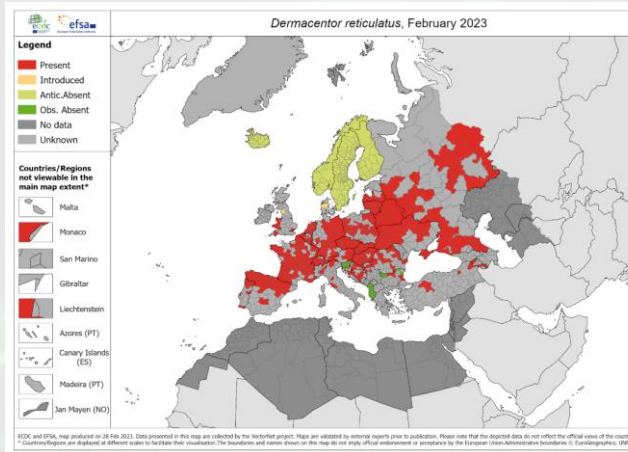 ecdc
efsa
European Food Safety Authority
Dermacentor reticulatus, February 2023
Legend
Present
Introduced
Antic.Absent
Obs. Absent
No data
Unknown
Countries/Regions
not viewable in the
main map extent*
Malta
Monaco
San Marino
Gibraltar
Liechtenstein
Azores (PT)
Canary Islands
(ES)
Madeira (PT)
Jan Mayen (NO)
ECDC and EFSA, map produced on 28 Feb 2023. Data presented in this map are collected by the VectorNet project. Maps are validated by external experts prior to publication. Please note that the depicted data do not reflect the official views of the
* Countries/Regions are displayed at different scales to facilitate their visualisation. The boundaries and names shown on this map do not imply official endorsement or acceptance by the European Union. Administrative boundaries © EuroGeographics,